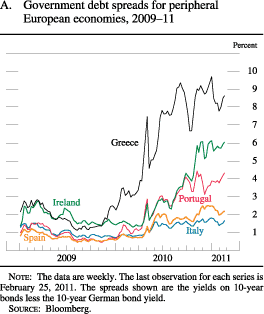 A. Government debt spreads for peripheral
European economies, 2009–11
Percent
10
9
8
7
Greece
6
5
4
Ireland
Portugal
3
2
Spain
Italy
1
2009
2010
2011
NOTE: The data are weekly. The last observation for each series is
February 25, 2011. The spreads shown are the yields on 10-year
bonds less the 10-year German bond yield.
SOURCE: Bloomberg.